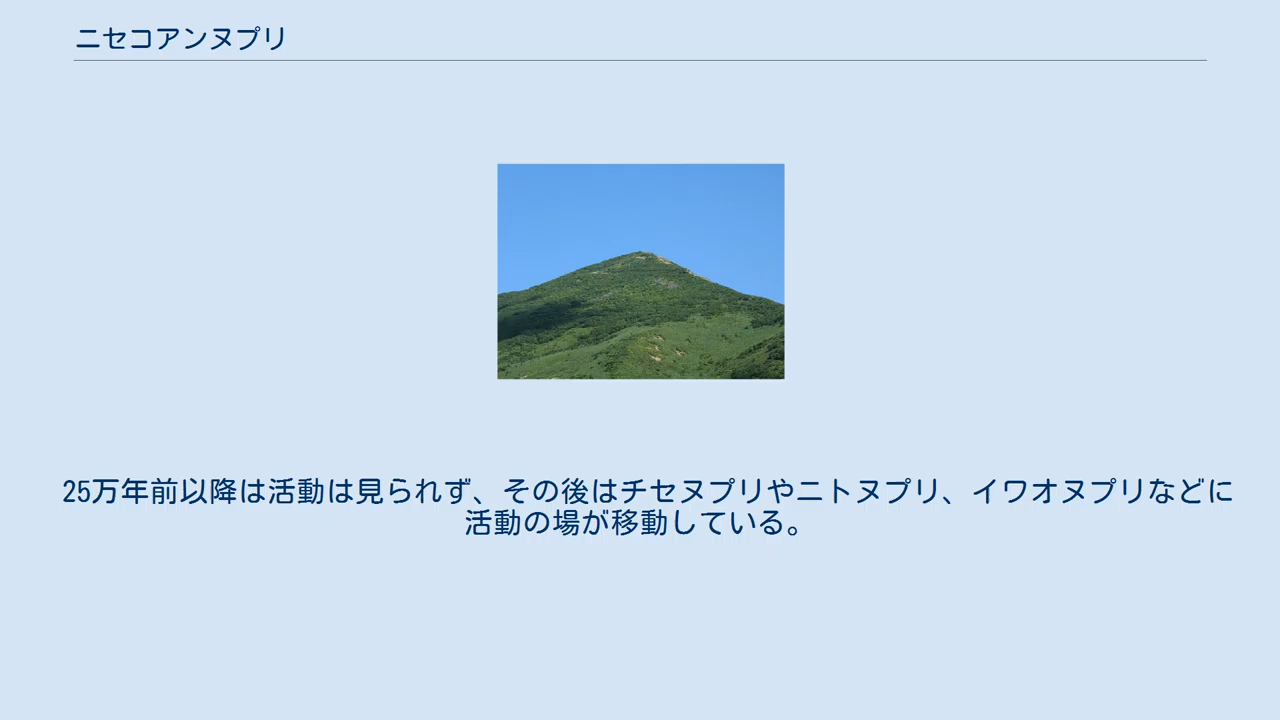 ニセコアンヌプリ
25万年前以降は活動は見られず、その後はチセヌプリやニトヌプリ、イワオヌプリなどに
活動の場が移動している。